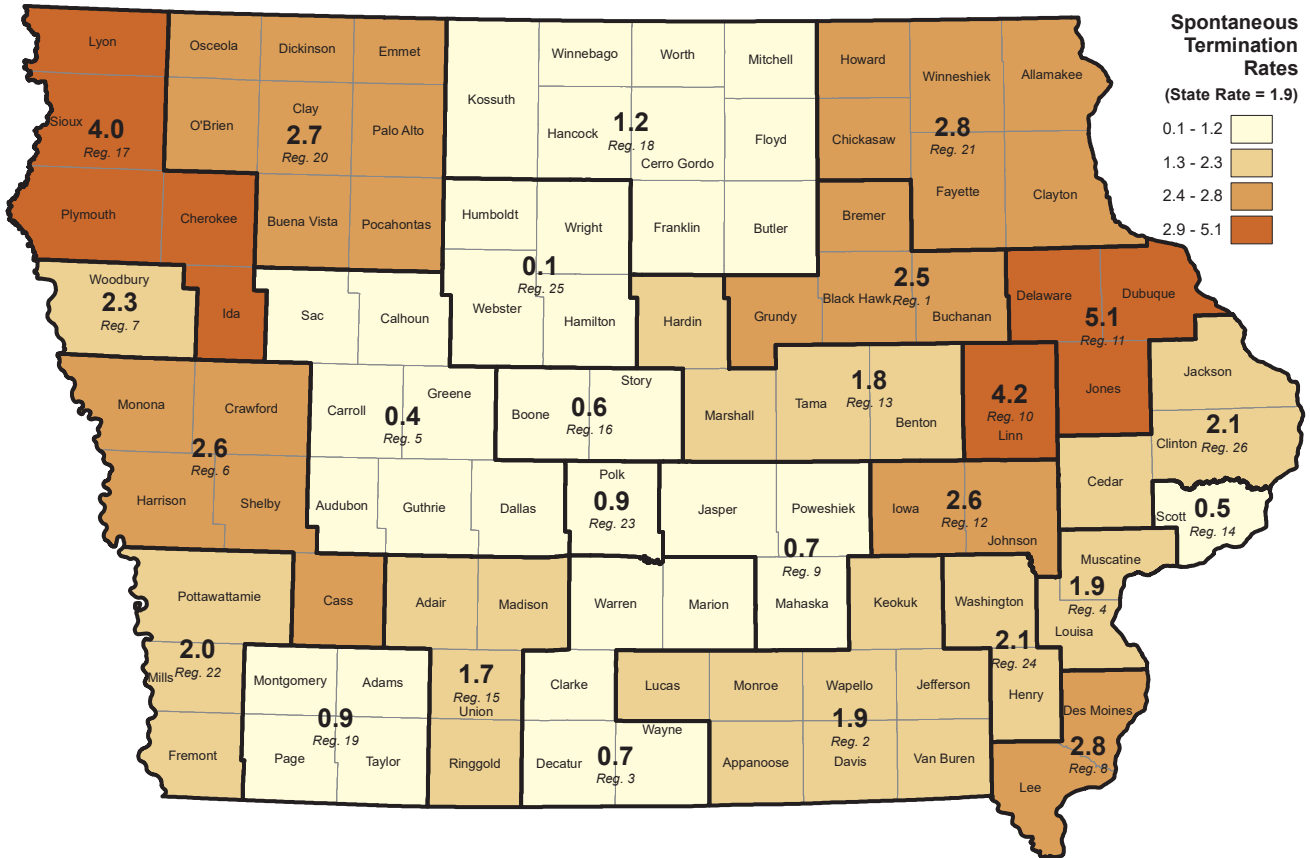 Spontaneous
Termination
Rates
(State Rate = 1.9)
0.1 - 1.2
1.3 - 2.3
2.4 - 2.8
2.9 - 5.1
Lyon
Osceola
Dickinson
Emmet
Kossuth
Winnebago
Worth
Mitchell
Howard
Winneshiek
Allamakee
Sioux
4.0
Reg. 17
O'Brien
Clay
2.7
Reg. 20
Palo Alto
Hancock
1.2
Reg. 18
Cerro Gordo
Floyd
Chickasaw
2.8
Reg. 21
Fayette
Clayton
Plymouth
Cherokee
Buena Vista
Pocahontas
Humboldt
Wright
Franklin
Butler
Bremer
Woodbury
2.3
Reg. 7
Ida
Sac
Calhoun
0.1
Reg. 25
Webster
Hamilton
Hardin
Grundy
Black Hawk
2.5
Reg. 1
Buchanan
Delaware
Dubuque
5.1
Reg. 11
Jones
Jackson
Monona
Crawford
2.6
Reg. 6
Harrison
Shelby
Carroll
Greene
0.4
Reg. 5
Boone
Story
0.6
Reg. 16
Marshall
Tama
1.8
Reg. 13
Benton
4.2
Reg. 10
Linn
Clinton
2.1
Reg. 26
Cedar
Audubon
Guthrie
Dallas
Polk
0.9
Reg. 23
Jasper
Poweshiek
0.7
Reg. 9
Iowa
2.6
Reg. 12
Johnson
Scott
0.5
Reg. 14
Muscatine
1.9
Reg. 4
Louisa
Pottawattamie
Cass
Adair
Madison
Warren
Marion
Mahaska
Keokuk
Washington
2.1
Reg. 24
Henry
2.0
Reg. 22
Mills
Fremont
Montgomery
Adams
0.9
Reg. 19
Page
Taylor
1.7
Reg. 15
Union
Ringgold
Clarke
Decatur
Wayne
0.7
Reg. 3
Lucas
Monroe
Wapello
Jefferson
1.9
Reg. 2
Appanoose
Davis
Van Buren
Des Moines
2.8
Reg. 8
Lee